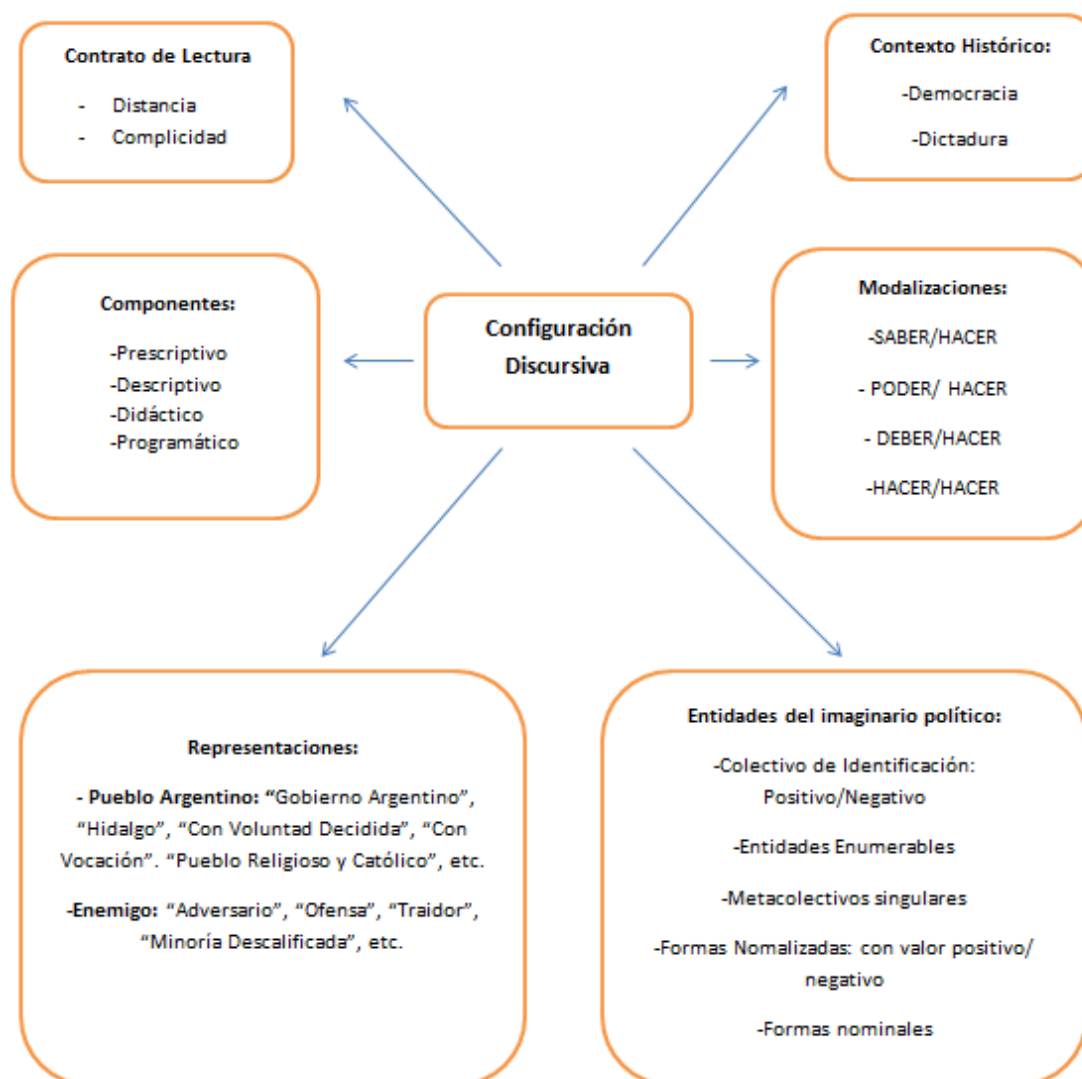 Contrato de Lectura
- Distancia
- Complicidad
Contexto Histórico:
-Democracia
-Dictadura
Componentes:
-Prescriptivo
-Descriptivo
-Didáctico
-Programático
Configuración
Discursiva
Modalizaciones:
-SABER/HACER
- PODER/ HACER
- DEBER/HACER
-HACER/HACER
Representaciones:
- Pueblo Argentino: “Gobierno Argentino”,
“Hidalgo”, “Con Voluntad Decidida”, “Con
Vocación”. “Pueblo Religioso y Católico”, etc.
-Enemigo: “Adversario”, “Ofensa”, “Traidor”,
“Minoría Descalificada”, etc.
Entidades del imaginario político:
-Colectivo de Identificación:
Positivo/Negativo
-Entidades Enumerables
-Metacolectivos singulares
-Formas Nomalizadas: con valor positivo/
negativo
-Formas nominales